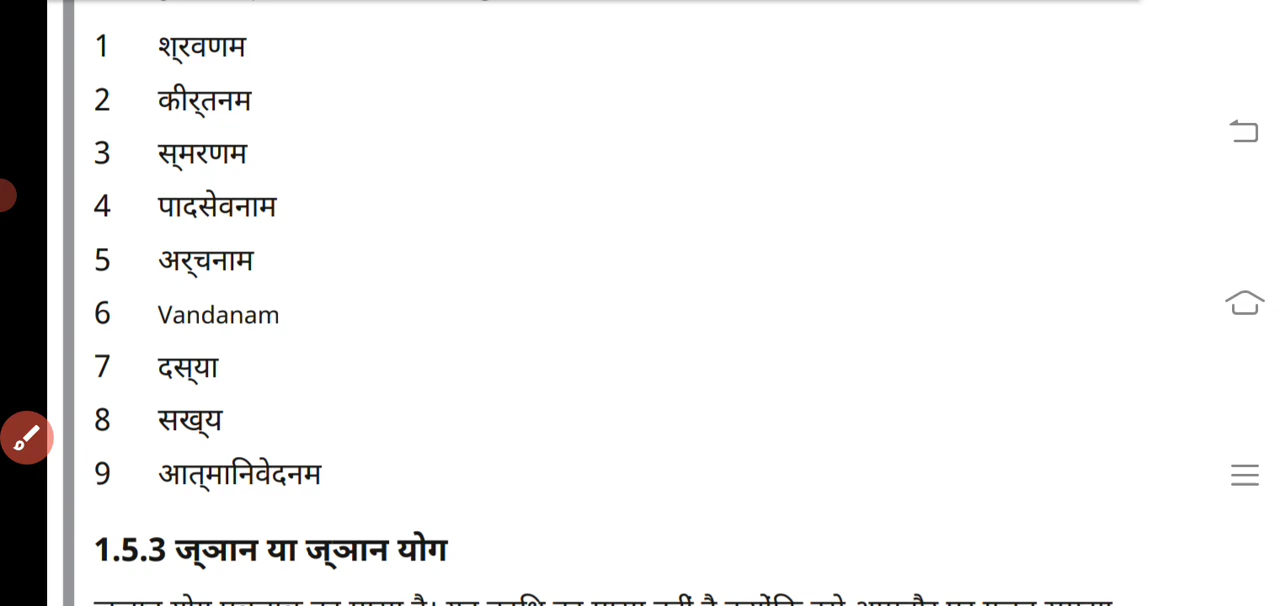 1 श्रवणम
2 कीर्तनम
3 स्मरणम
4 पादसेवनाम
5 अर्चनाम
6 Vandanam
7 दस्या
8 सख्य
9 आत्मानिवेदनम
1.5.3 ज्ञान या ज्ञान योग